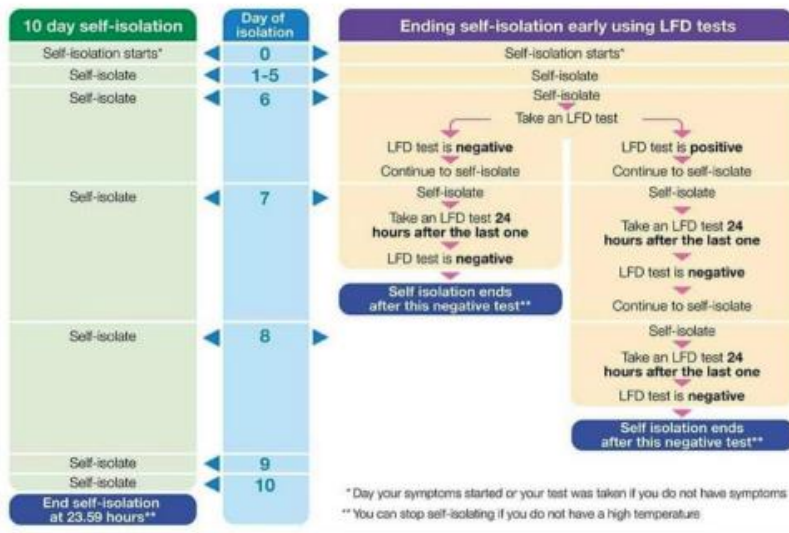 10 day self-isolation
Day of
isolation
Ending self-isolation early using LFD tests
Self-isolation starts*
0
Self-isolation starts*
Self-isolate
1-5
Self-isolate
Self-isolate
6
Self-isolate
Take an LFD test
LFD test is negative
LFD test is positive
Continue to self-isolate
Continue to self-isolate
Self-isolate
7
Self-isolate
Self-isolate
Take an LFD test 24
hours after the last one
LFD test is negative
Self isolation ends
after this negative test**
Take an LFD test 24
hours after the last one
LFD test is negative
Continue to self-isolate
Self-isolate
8
Self-isolate
Take an LFD test 24
hours after the last one
LFD test is negative
Self isolation ends
after this negative test**
Self-isolate
9
Self-isolate
10
End self-isolation
at 23.59 hours**
* Day your symptoms started or your test was taken if you do not have symptoms
** You can stop self-isolating if you do not have a high temperature